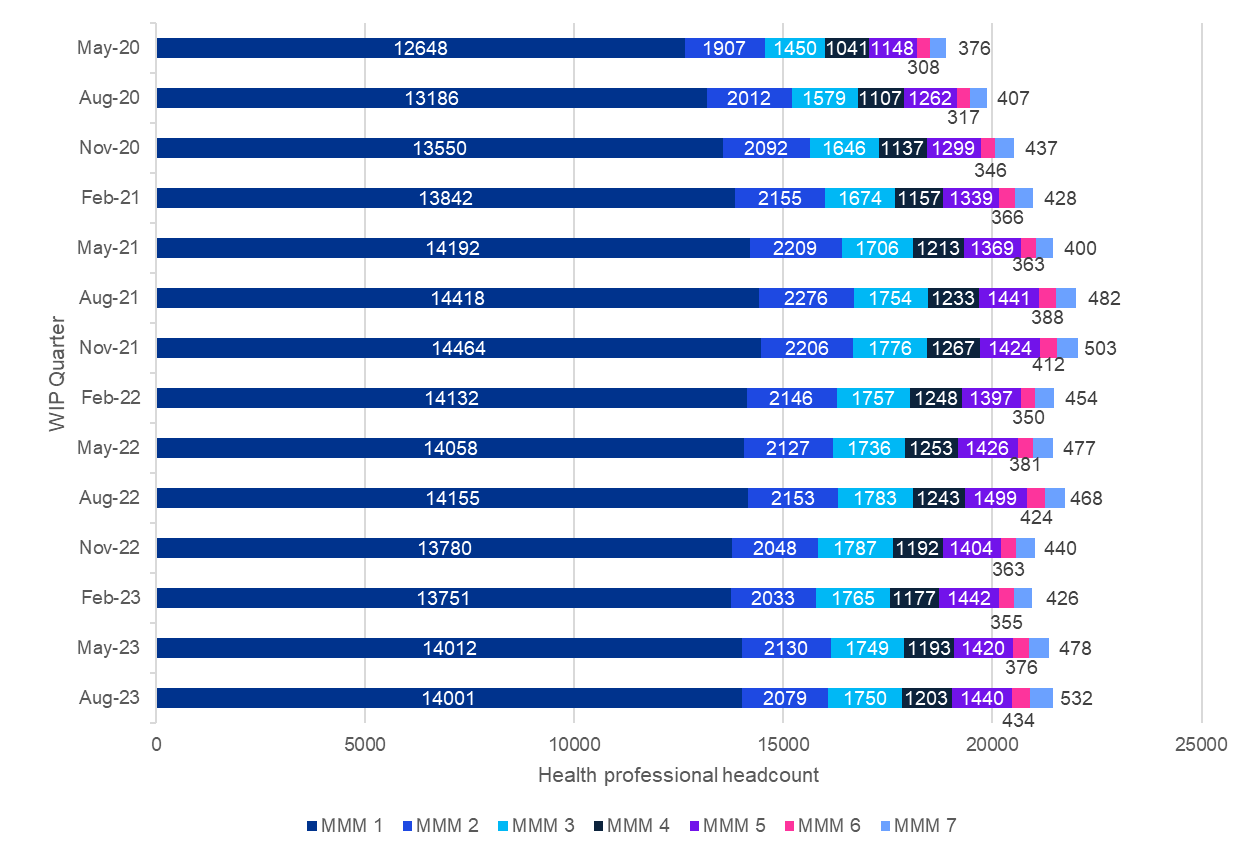 May-20 12648 1907 1450 1041 1148 376
308
Aug-20 13186 2012 1579 1107 1262 407
317
Nov-20 13550 2092 1646 1137 1299 437
346
Feb-21 13842 2155 1674 1157 1339 428
366
May-21 14192 2209 1706 1213 1369 400
363
Aug-21 14418 2276 1754 1233 1441 482
388
WIP Quarter
Nov-21 14464 2206 1776 1267 1424 503
412
Feb-22 14132 2146 1757 1248 1397 454
350
May-22 14058 2127 1736 1253 1426 477
381
Aug-22 14155 2153 1783 1243 1499 468
424
Nov-22 13780 2048 1787 1192 1404 440
363
Feb-23 13751 2033 1765 1177 1442 426
355
May-23 14012 2130 1749 1193 1420 478
376
Aug-23 14001 2079 1750 1203 1440 532
434
0 5000 10000 15000 20000 25000
Health professional headcount
MMM 1 MMM 2 MMM 3 MMM 4 MMM 5 MMM 6 MMM 7